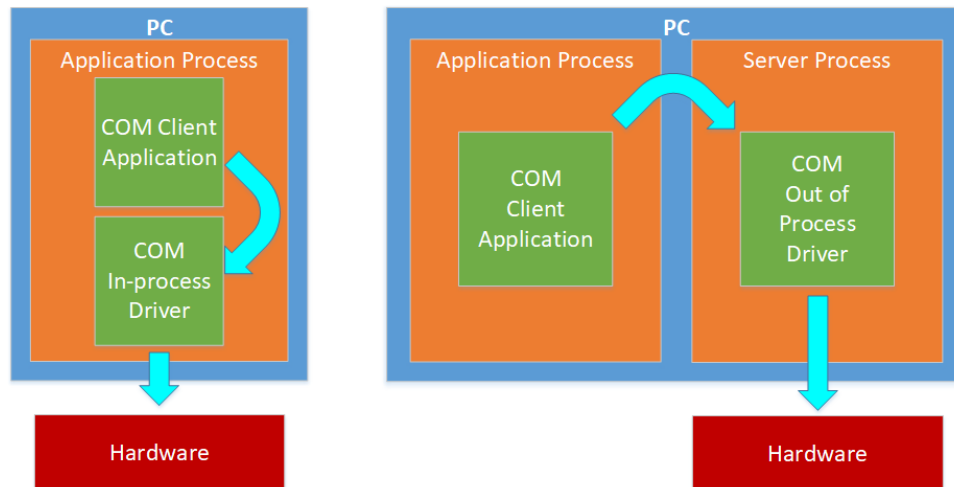 PC
Application Process
COM Client
Application
COM
In-process
Driver
Hardware
PC
Application Process
COM
Client
Application
Server Process
COM
Out of
Process
Driver
Hardware